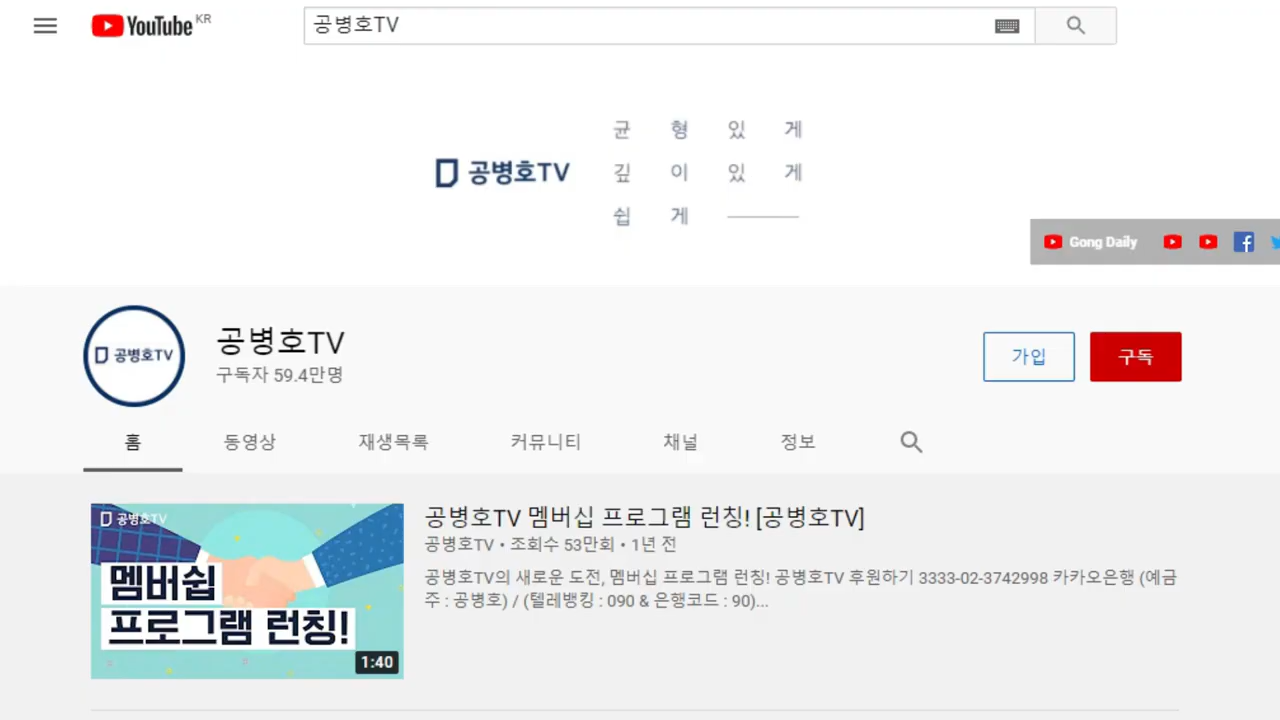 YouTube KR
공병호TV
균 형 있 게
공병호TV
깊 이 있 게
쉽 게
Gong Daily
공병호TV
공병호TV
구독자 59.4만명
가입
구독
홈 동영상 재생목록 커뮤니티 채널 정보
공병호TV
멤버쉽
프로그램 런칭!
1:40
공병호TV 멤버십 프로그램 런칭! [공병호TV]
공병호TV • 조회수 53만회 • 1년 전
공병호TV의 새로운 도전, 멤버십 프로그램 런칭! 공병호TV 후원하기 3333-02-3742998 카카오은행 (예금
주 : 공병호) / (텔레뱅킹 : 090 & 은행코드 : 90)...